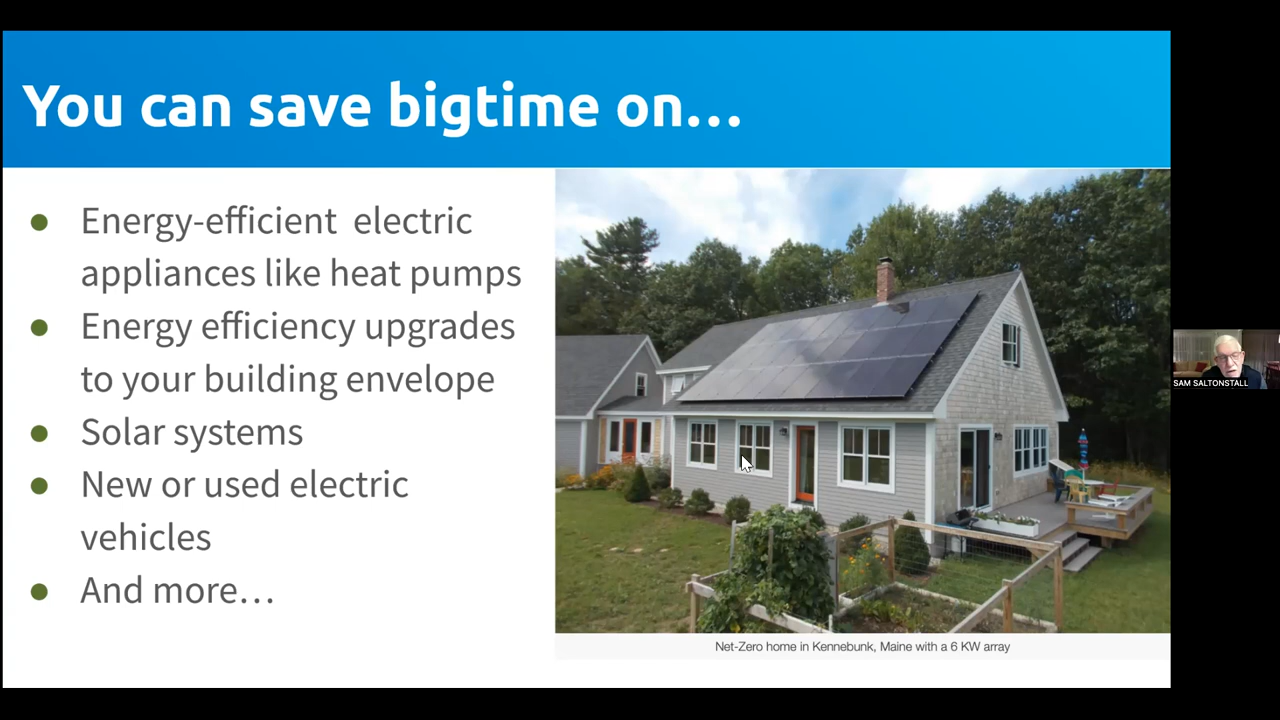 You can save bigtime on…
● Energy-efficient electric
appliances like heat pumps
● Energy efficiency upgrades
to your building envelope
● Solar systems
● New or used electric
vehicles
● And more…
Net-Zero home in Kennebunk, Maine with a 6 KW array
SAM SALTONSTALL